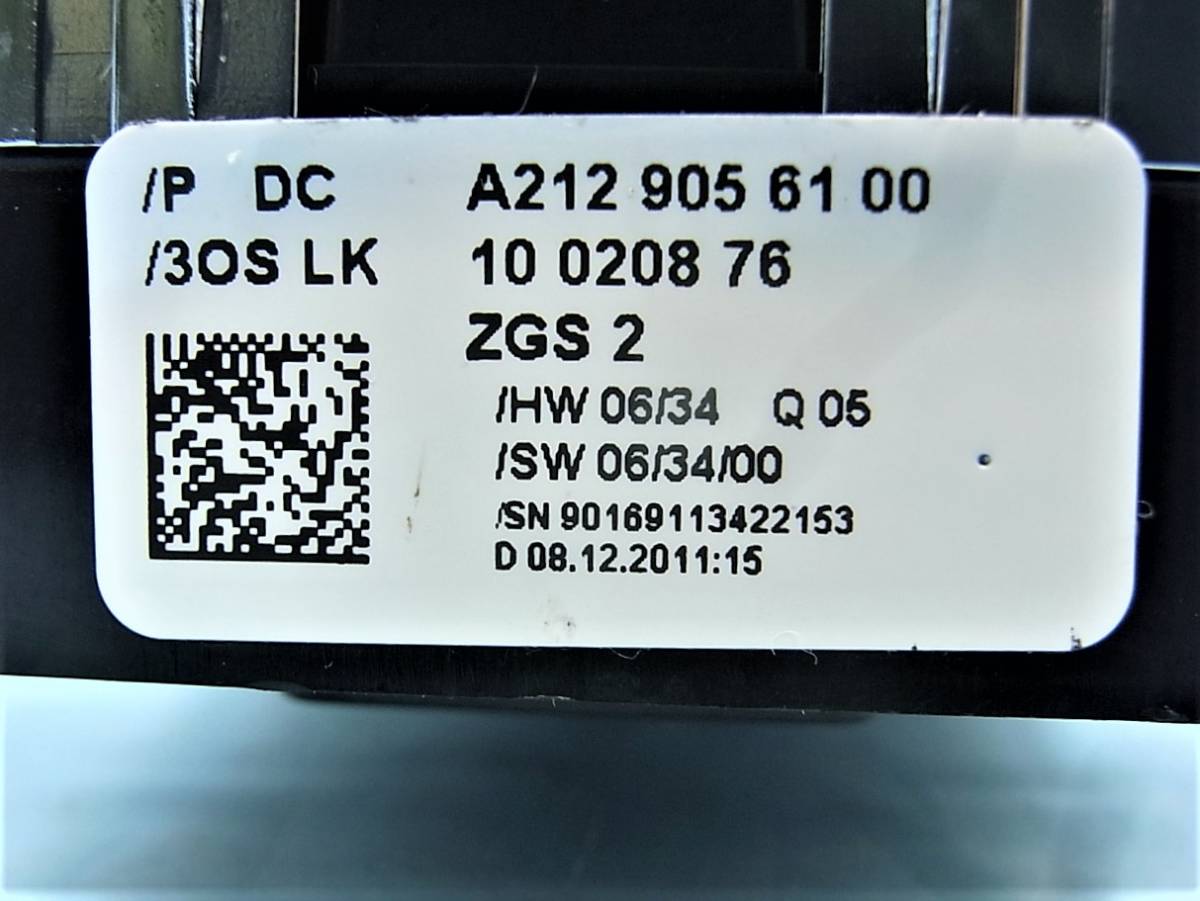 /P DC A212 905 61 00
/3OS LK 10 0208 76
ZGS 2
/HW 06/34 Q 05
/SW 06/34/00
/SN 90169113422153
D 08.12.2011:15